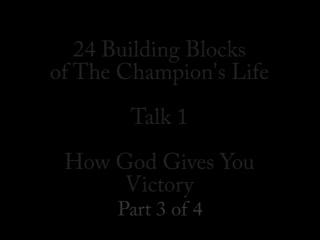 24 Building Blocks
of The Champion's Life
Talk 1
How God Gives You
Victory
Part 3 of 4